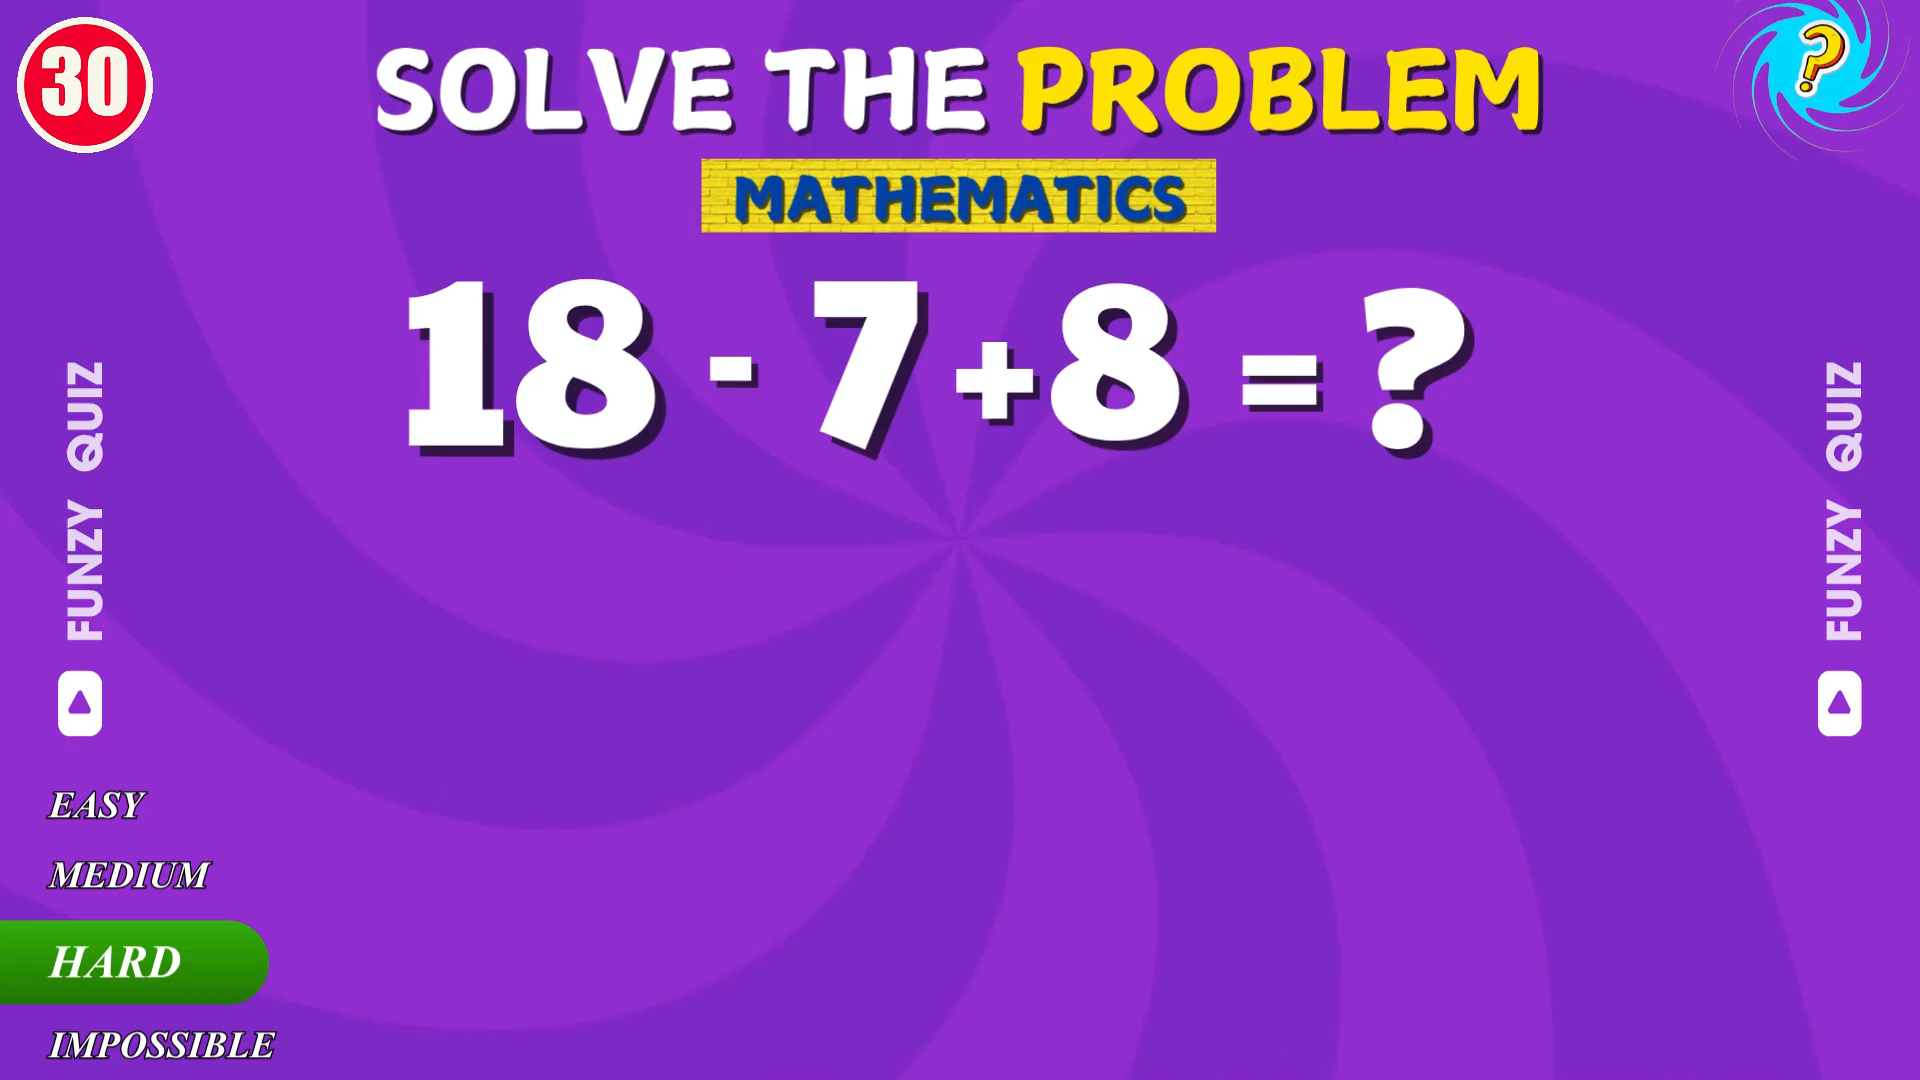 30
SOLVE THE PROBLEM
?
MATHEMATICS
18 - 7 + 8 = ?
FUNZY QUIZ
FUNZY QUIZ
EASY
MEDIUM
HARD
IMPOSSIBLE